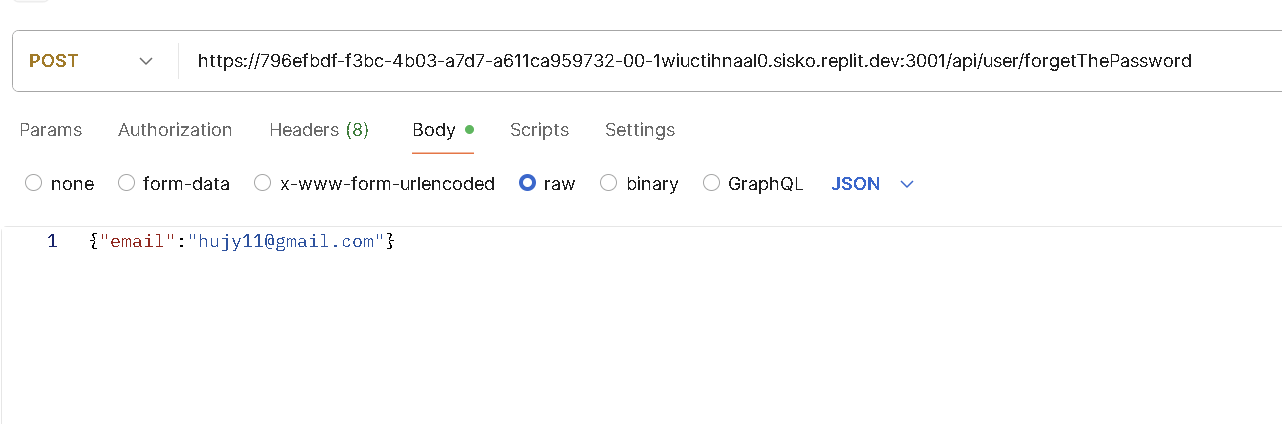 POST https://796efbdf-f3bc-4b03-a7d7-a611ca959732-00-1wiuctihnaal0.sisko.replit.dev:3001/api/user/forgetThePassword
Params Authorization Headers (8) Body Scripts Settings
none form-data x-www-form-urlencoded raw binary GraphQL JSON
1 {"email":"hujy11@gmail.com"}